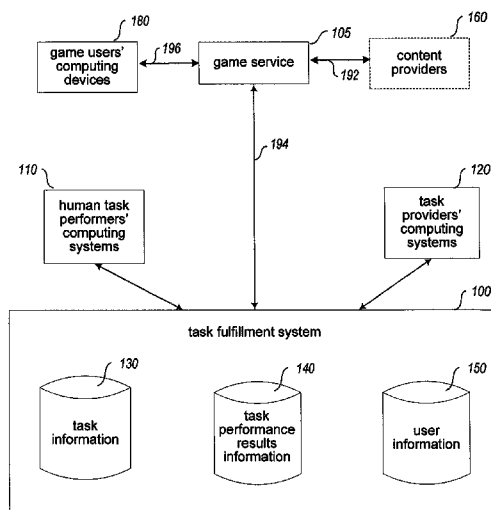 180
game users'
computing
devices
196
105
game service
192
160
content
providers
194
110
human task
performers'
computing
systems
120
task
providers'
computing
systems
100
task fulfillment system
130
task
information
140
task
performance
results
information
150
user
information